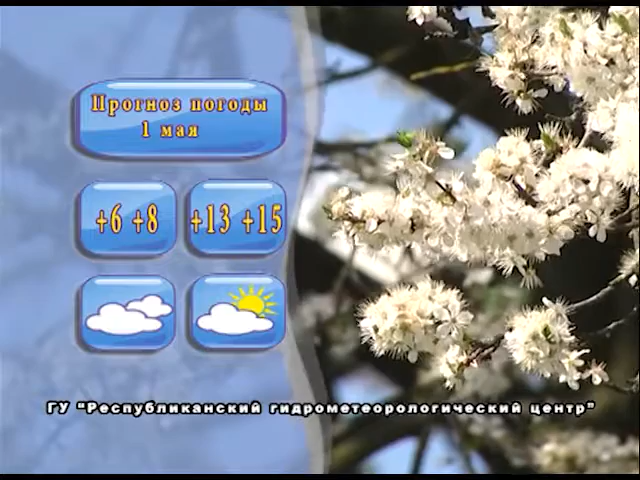 Прогноз погоды
1 мая
+6 +8
+13 +15
ГУ "Республиканский гидрометеорологический центр"